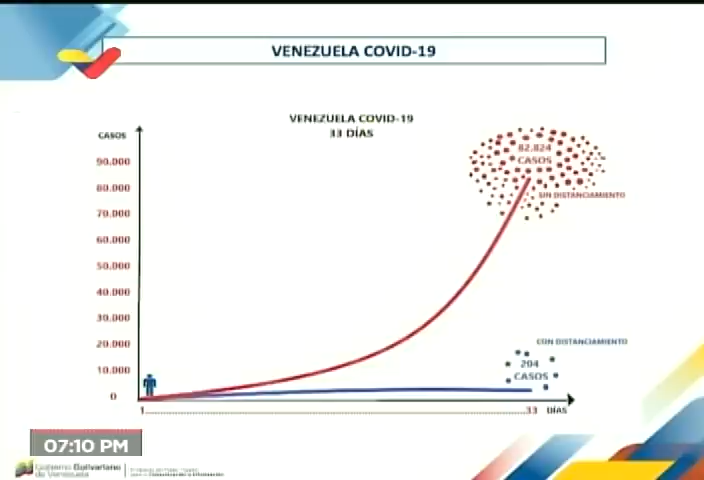 VENEZUELA COVID-19
VENEZUELA COVID-19
33 DÍAS
CASOS
90.000
80.000
70.000
60.000
50.000
40.000
30.000
20.000
10.000
0
82.824
CASOS
SIN DISTANCIAMIENTO
CON DISTANCIAMIENTO
204
CASOS
1
33
DÍAS
07:10 PM
Gobierno Bolivariano
de Venezuela